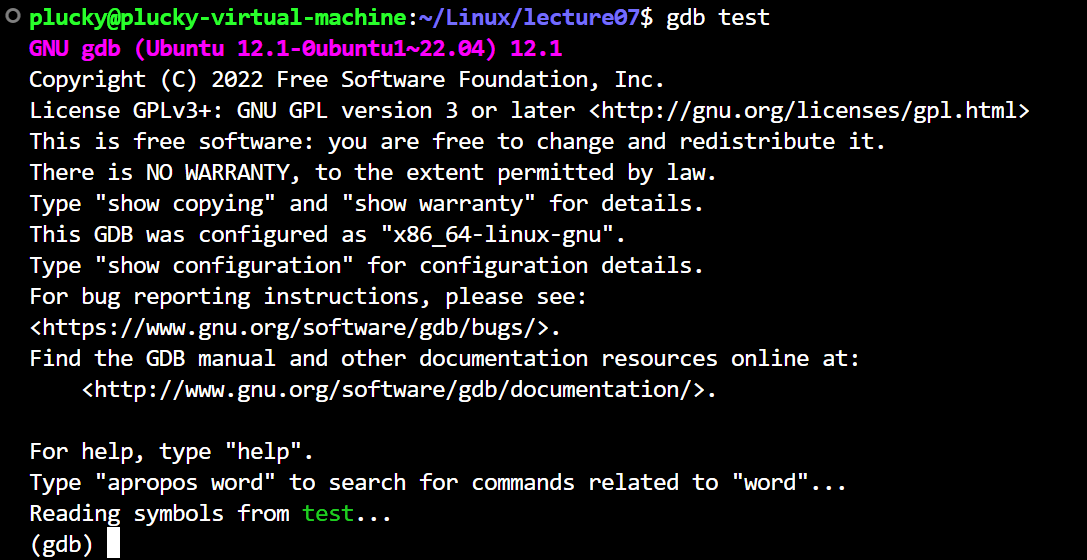 plucky@plucky-virtual-machine:~/Linux/lecture07$ gdb test
GNU gdb (Ubuntu 12.1-0ubuntu1~22.04) 12.1
Copyright (C) 2022 Free Software Foundation, Inc.
License GPLv3+: GNU GPL version 3 or later <http://gnu.org/licenses/gpl.html>
This is free software: you are free to change and redistribute it.
There is NO WARRANTY, to the extent permitted by law.
Type "show copying" and "show warranty" for details.
This GDB was configured as "x86_64-linux-gnu".
Type "show configuration" for configuration details.
For bug reporting instructions, please see:
<https://www.gnu.org/software/gdb/bugs/>.
Find the GDB manual and other documentation resources online at:
    <http://www.gnu.org/software/gdb/documentation/>.

For help, type "help".
Type "apropos word" to search for commands related to "word"...
Reading symbols from test...
(gdb)